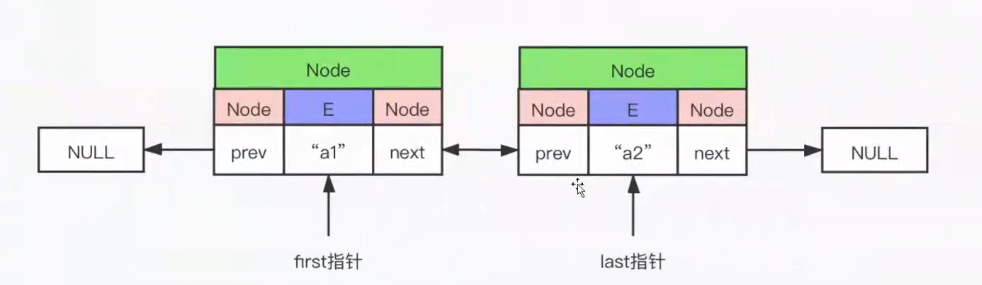 Node
Node
Node E Node
Node E Node
NULL
prev "a1" next
prev "a2" next
NULL
first指针
last指针